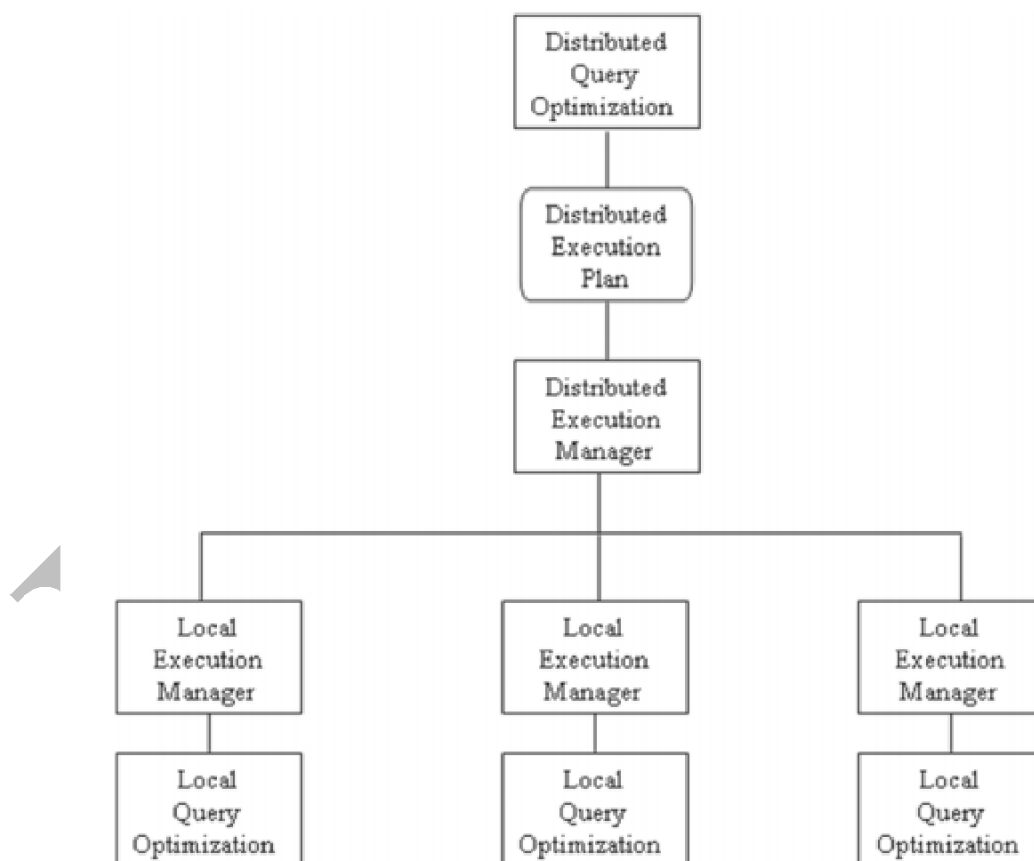 Distributed
Query
Optimization
Distributed
Execution
Plan
Distributed
Execution
Manager
Local
Execution
Manager
Local
Execution
Manager
Local
Execution
Manager
Local
Query
Optimization
Local
Query
Optimization
Local
Query
Optimization